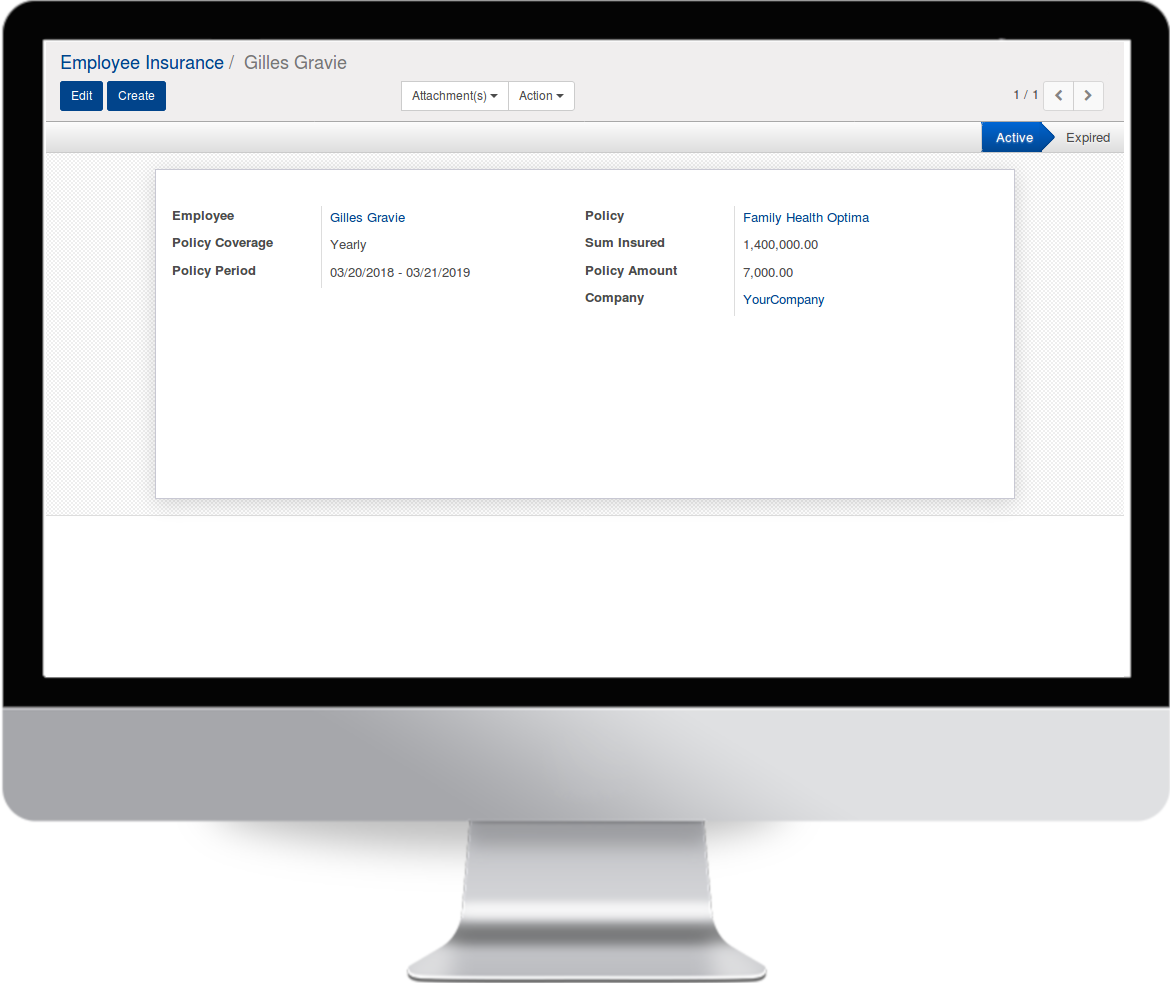 Employee Insurance / Gilles Gravie
Edit Create Attachment(s) Action 1 / 1
Active Expired
Employee Gilles Gravie Policy Family Health Optima
Policy Coverage Yearly Sum Insured 1,400,000.00
Policy Period 03/20/2018 - 03/21/2019 Policy Amount 7,000.00
Company YourCompany